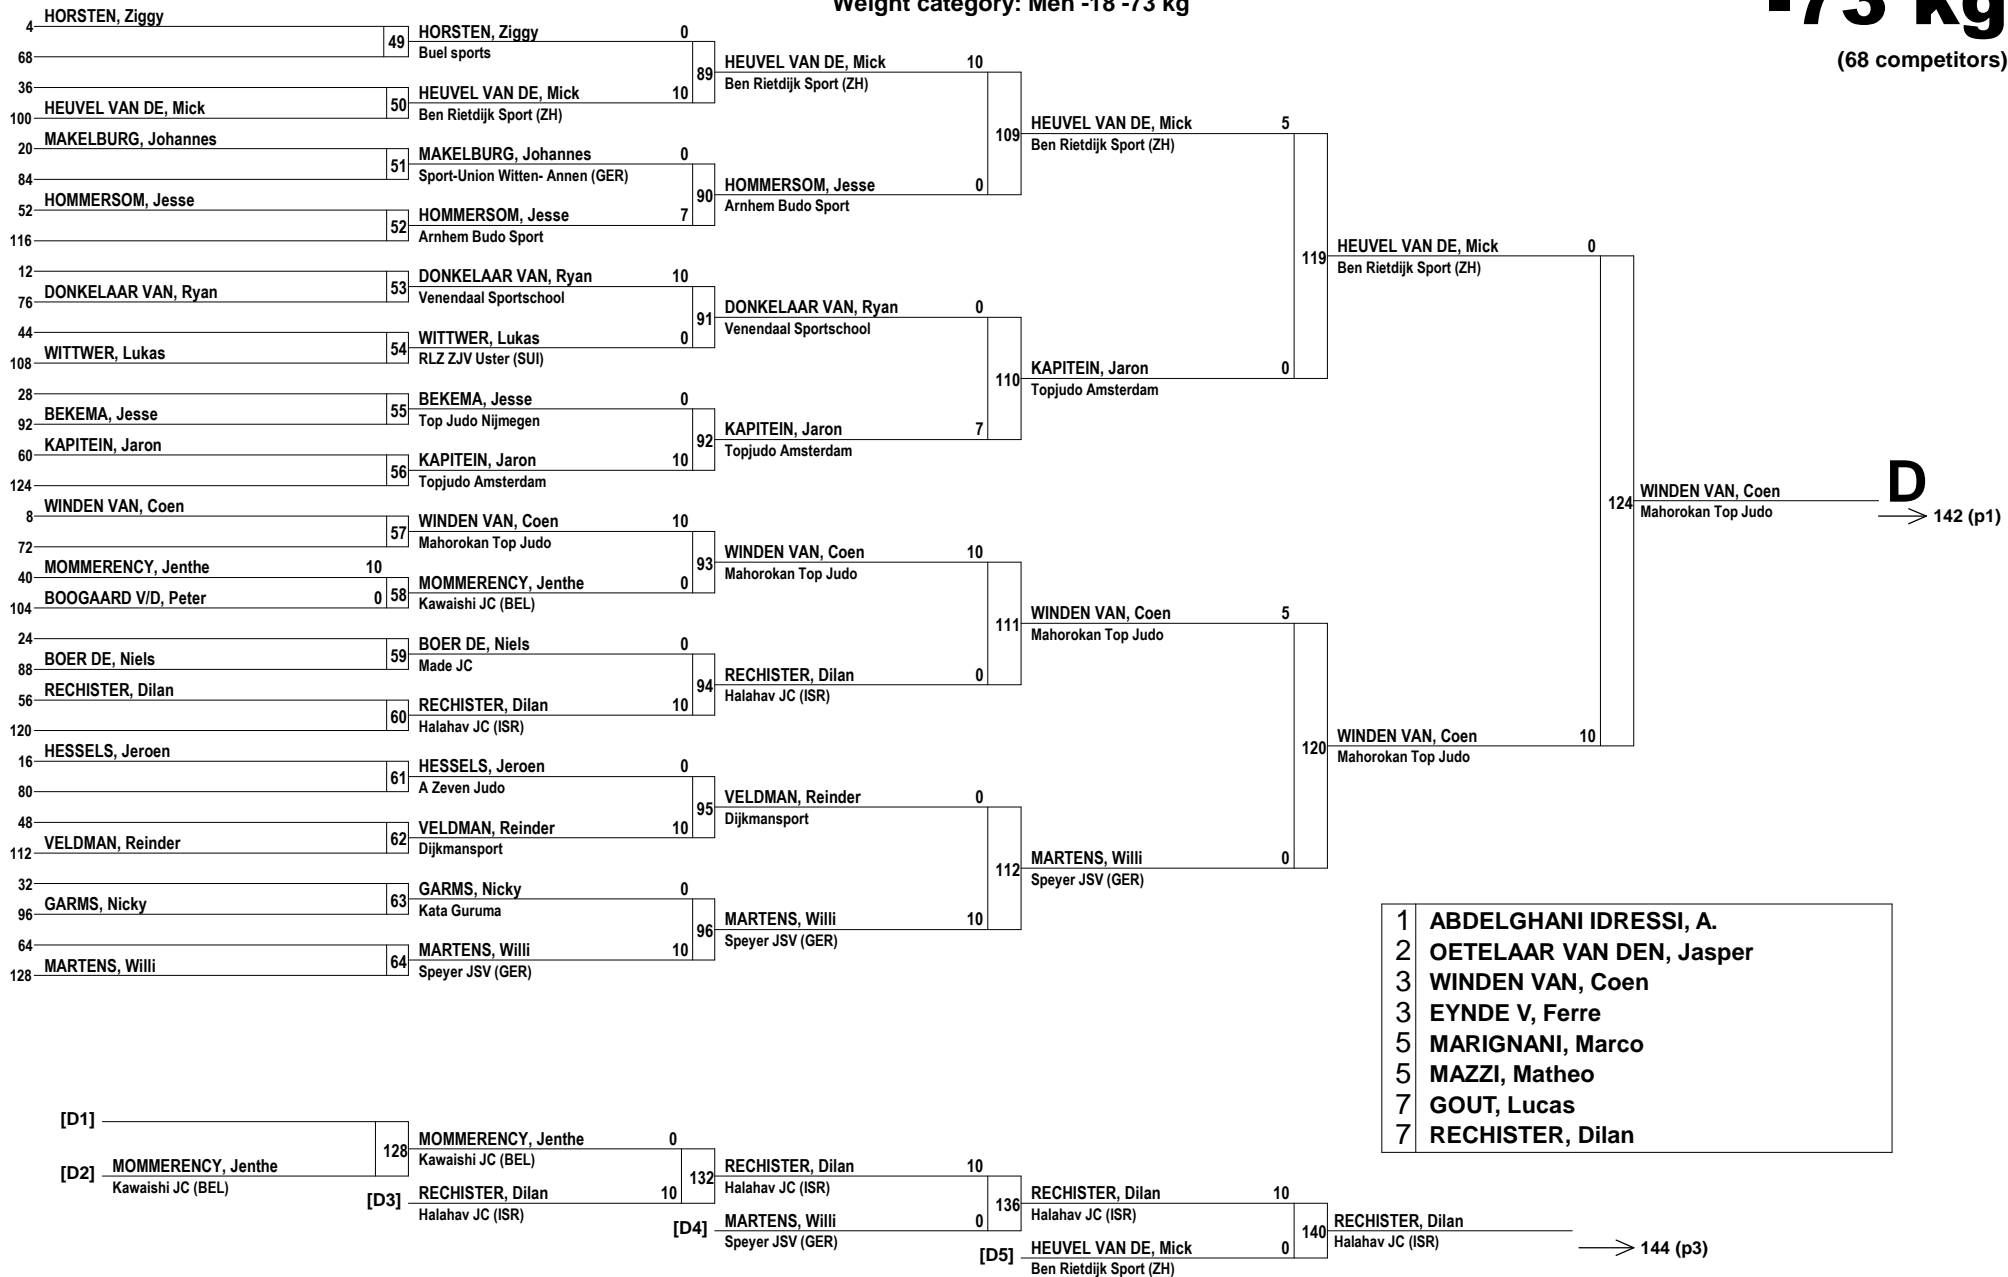 Weight category: Men -18 -73 kg
-73 kg
(68 competitors)
4 HORSTEN, Ziggy
68
49
36
100 HEUVEL VAN DE, Mick
50
20 MAKELBURG, Johannes
84
51
52 HOMMERSOM, Jesse
116
52
12
76 DONKELAAR VAN, Ryan
53
44
108 WITTWER, Lukas
54
28
92 BEKEMA, Jesse
55
60 KAPITEIN, Jaron
124
56
8 WINDEN VAN, Coen
72
57
40 MOMMERENCY, Jenthe 10
104 BOOGAARD V/D, Peter 0
58
24
88 BOER DE, Niels
59
56 RECHISTER, Dilan
120
60
16 HESSELS, Jeroen
80
61
48
112 VELDMAN, Reinder
62
32
96 GARMS, Nicky
63
64
128 MARTENS, Willi
64
HORSTEN, Ziggy 0
Buel sports
89
HEUVEL VAN DE, Mick 10
Ben Rietdijk Sport (ZH)
MAKELBURG, Johannes 0
Sport-Union Witten- Annen (GER)
90
HOMMERSOM, Jesse 7
Arnhem Budo Sport
DONKELAAR VAN, Ryan 10
Venendaal Sportschool
91
WITTWER, Lukas 0
RLZ ZJV Uster (SUI)
BEKEMA, Jesse 0
Top Judo Nijmegen
92
KAPITEIN, Jaron 10
Topjudo Amsterdam
WINDEN VAN, Coen 10
Mahorokan Top Judo
93
MOMMERENCY, Jenthe 0
Kawaishi JC (BEL)
BOER DE, Niels 0
Made JC
94
RECHISTER, Dilan 10
Halahav JC (ISR)
HESSELS, Jeroen 0
A Zeven Judo
95
VELDMAN, Reinder 10
Dijkmansport
GARMS, Nicky 0
Kata Guruma
96
MARTENS, Willi 10
Speyer JSV (GER)
HEUVEL VAN DE, Mick 10
Ben Rietdijk Sport (ZH)
109
HOMMERSOM, Jesse 0
Arnhem Budo Sport
DONKELAAR VAN, Ryan 0
Venendaal Sportschool
110
KAPITEIN, Jaron 7
Topjudo Amsterdam
WINDEN VAN, Coen 10
Mahorokan Top Judo
111
RECHISTER, Dilan 0
Halahav JC (ISR)
VELDMAN, Reinder 0
Dijkmansport
112
MARTENS, Willi 10
Speyer JSV (GER)
HEUVEL VAN DE, Mick 5
Ben Rietdijk Sport (ZH)
119
KAPITEIN, Jaron 0
Topjudo Amsterdam
WINDEN VAN, Coen 5
Mahorokan Top Judo
120
MARTENS, Willi 0
Speyer JSV (GER)
HEUVEL VAN DE, Mick 0
Ben Rietdijk Sport (ZH)
124
WINDEN VAN, Coen 10
Mahorokan Top Judo
WINDEN VAN, Coen
Mahorokan Top Judo
D
142 (p1)
1 ABDELGHANI IDRESSI, A.
2 OETELAAR VAN DEN, Jasper
3 WINDEN VAN, Coen
3 EYNDE V, Ferre
5 MARIGNANI, Marco
5 MAZZI, Matheo
7 GOUT, Lucas
7 RECHISTER, Dilan
[D1]
128
[D2] MOMMERENCY, Jenthe
Kawaishi JC (BEL)
MOMMERENCY, Jenthe 0
Kawaishi JC (BEL)
132
[D3] RECHISTER, Dilan 10
Halahav JC (ISR)
RECHISTER, Dilan 10
Halahav JC (ISR)
136
[D4] MARTENS, Willi 0
Speyer JSV (GER)
RECHISTER, Dilan 10
Halahav JC (ISR)
140
[D5] HEUVEL VAN DE, Mick 0
Ben Rietdijk Sport (ZH)
RECHISTER, Dilan
Halahav JC (ISR)
144 (p3)